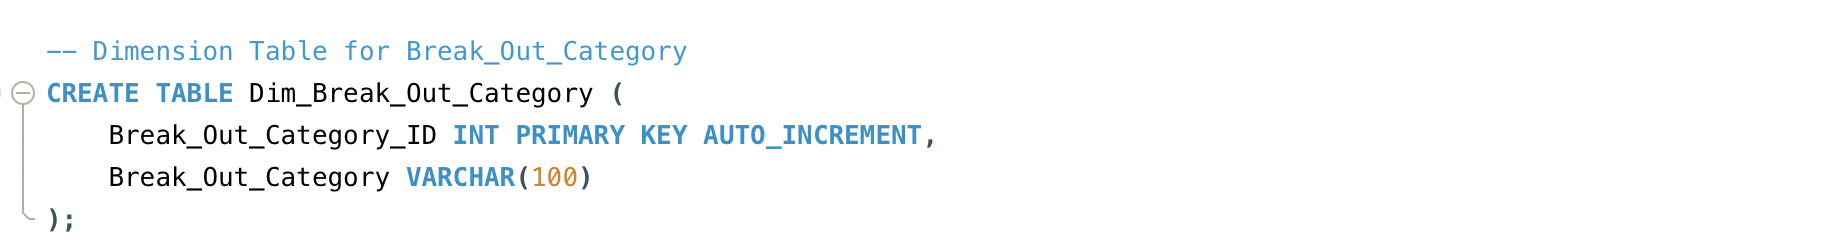 -- Dimension Table for Break_Out_Category
CREATE TABLE Dim_Break_Out_Category (
    Break_Out_Category_ID INT PRIMARY KEY AUTO_INCREMENT,
    Break_Out_Category VARCHAR(100)
);